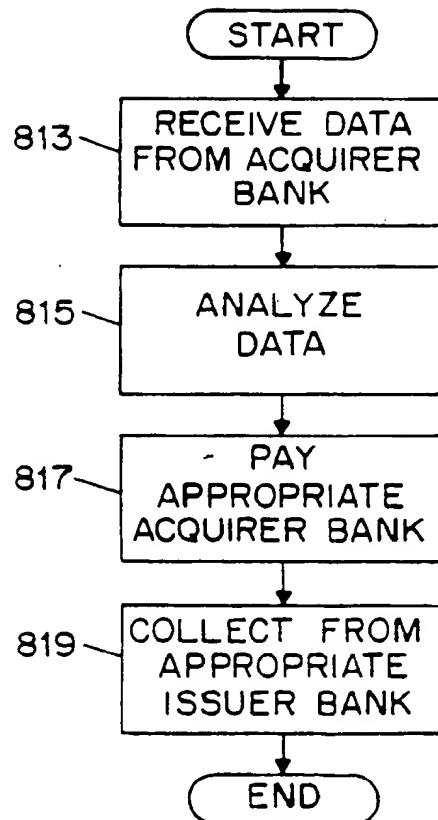 START
813
RECEIVE DATA
FROM ACQUIRER
BANK
815
ANALYZE
DATA
817
PAY
APPROPRIATE
ACQUIRER BANK
819
COLLECT FROM
APPROPRIATE
ISSUER BANK
END